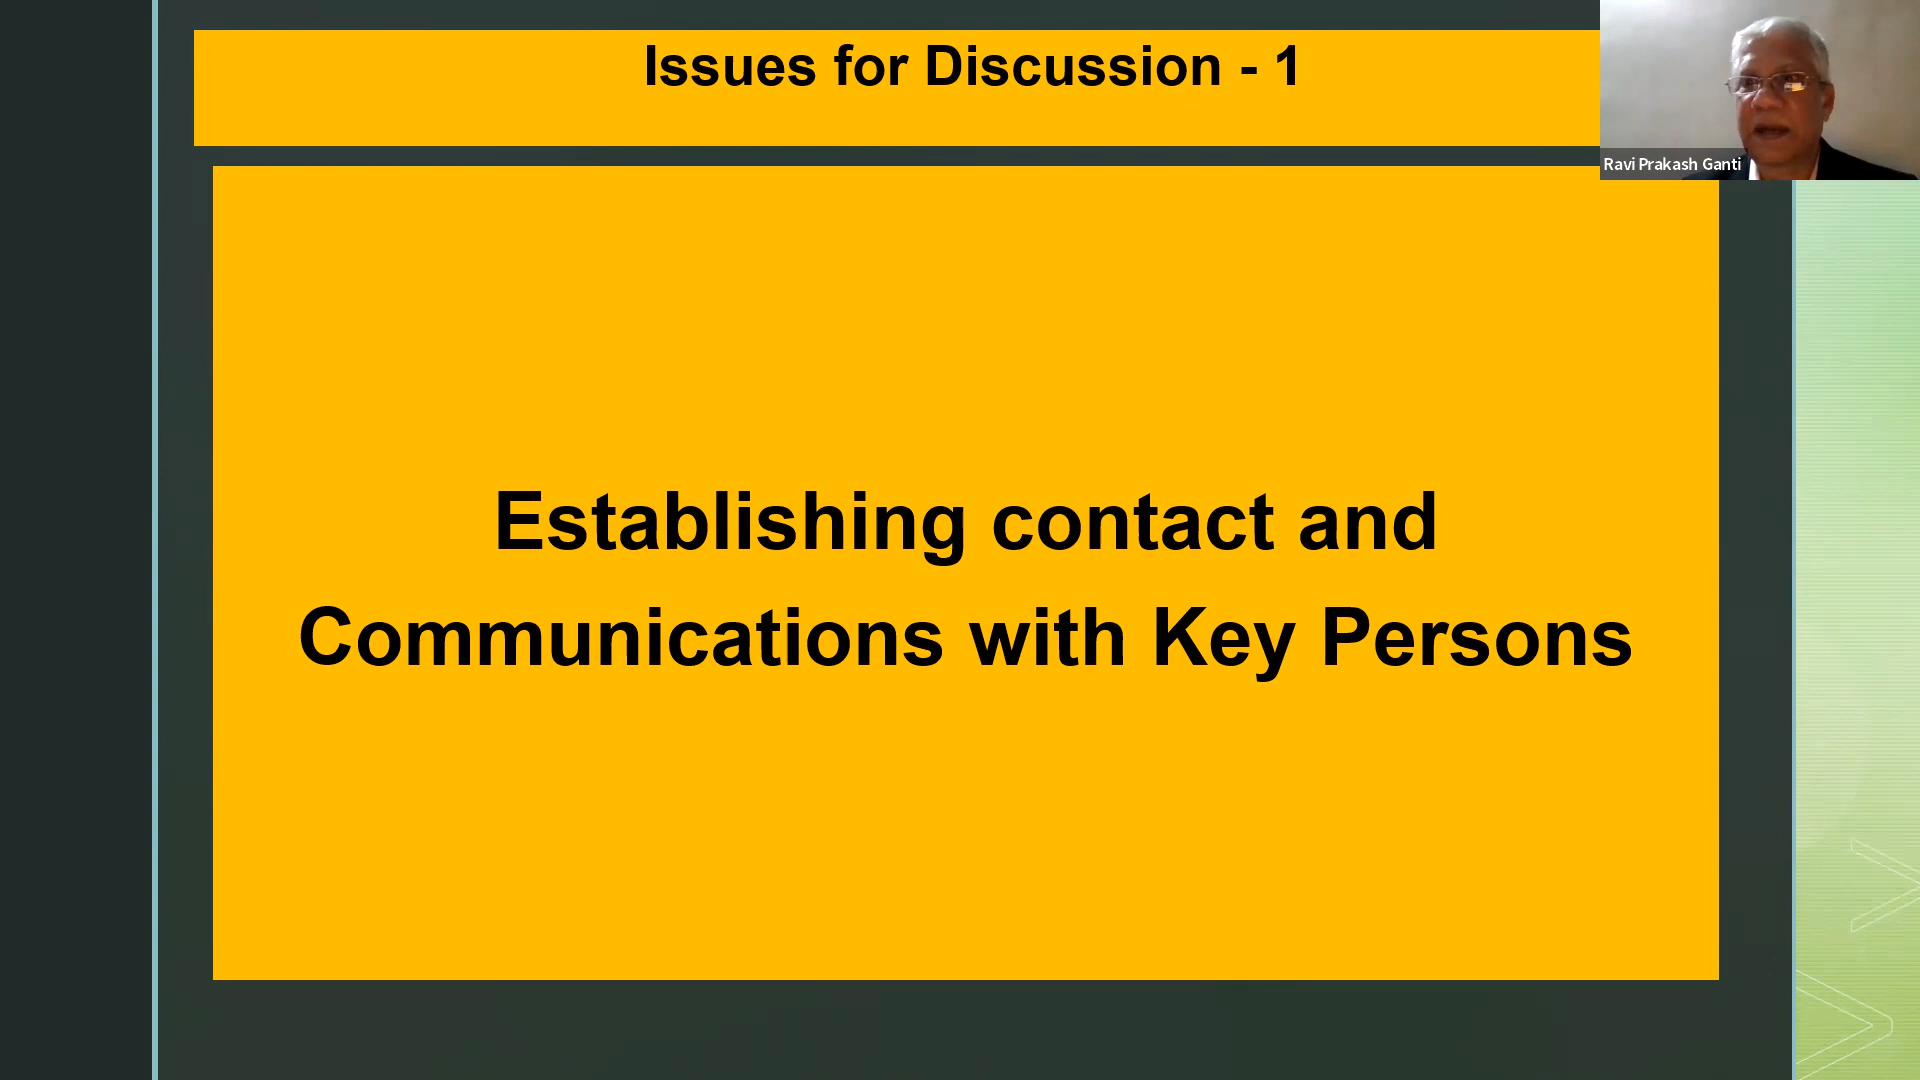 Issues for Discussion - 1
Ravi Prakash Ganti
Establishing contact and
Communications with Key Persons